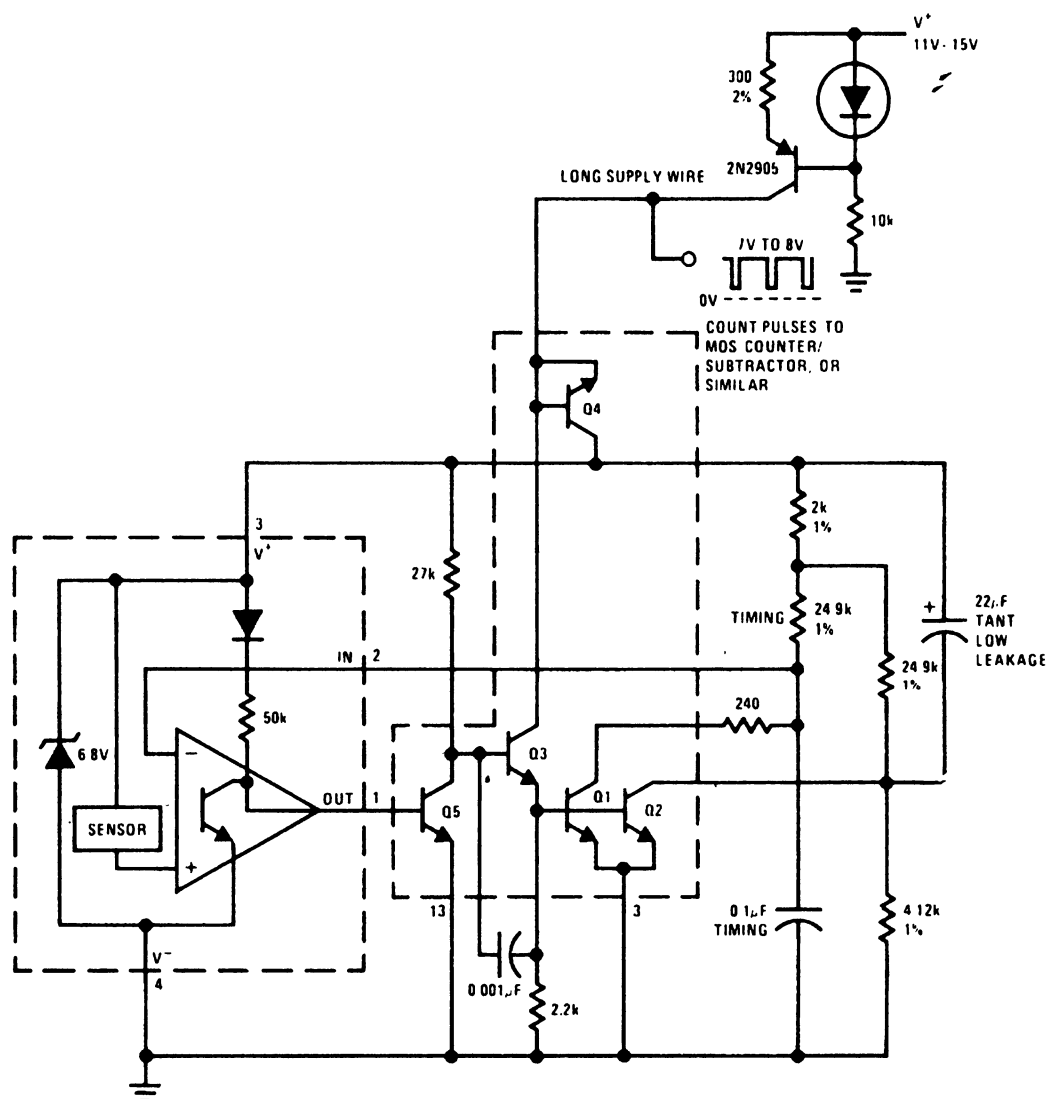 V+
11V - 15V
300
2%
2N2905
LONG SUPPLY WIRE
10k
7V TO 8V
0V
COUNT PULSES TO
MOS COUNTER/
SUBTRACTOR, OR
SIMILAR
Q4
3
V+
2k
1%
27k
TIMING
24 9k
1%
+
22µF
TANT
LOW
LEAKAGE
IN
2
24 9k
1%
50k
240
−
6 8V
Q3
OUT
1
Q5
Q1
Q2
SENSOR
+
13
3
0 1µF
TIMING
4 12k
1%
V−
4
0 001µF
2.2k